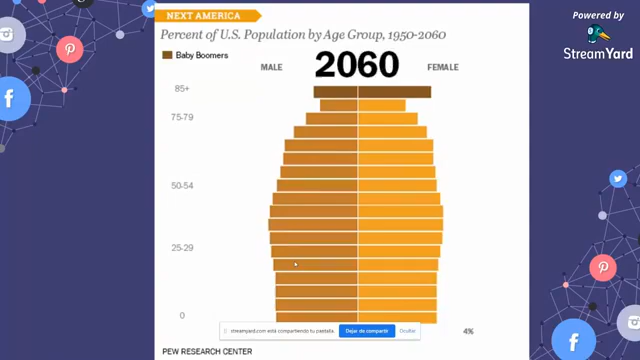 NEXT AMERICA
Powered by
StreamYard
Percent of U.S. Population by Age Group, 1950-2060
Baby Boomers
MALE
2060
FEMALE
85+
75-79
50-54
25-29
0
streamyard.com está compartiendo tu pantalla.
Dejar de compartir
Ocultar
4%
PEW RESEARCH CENTER